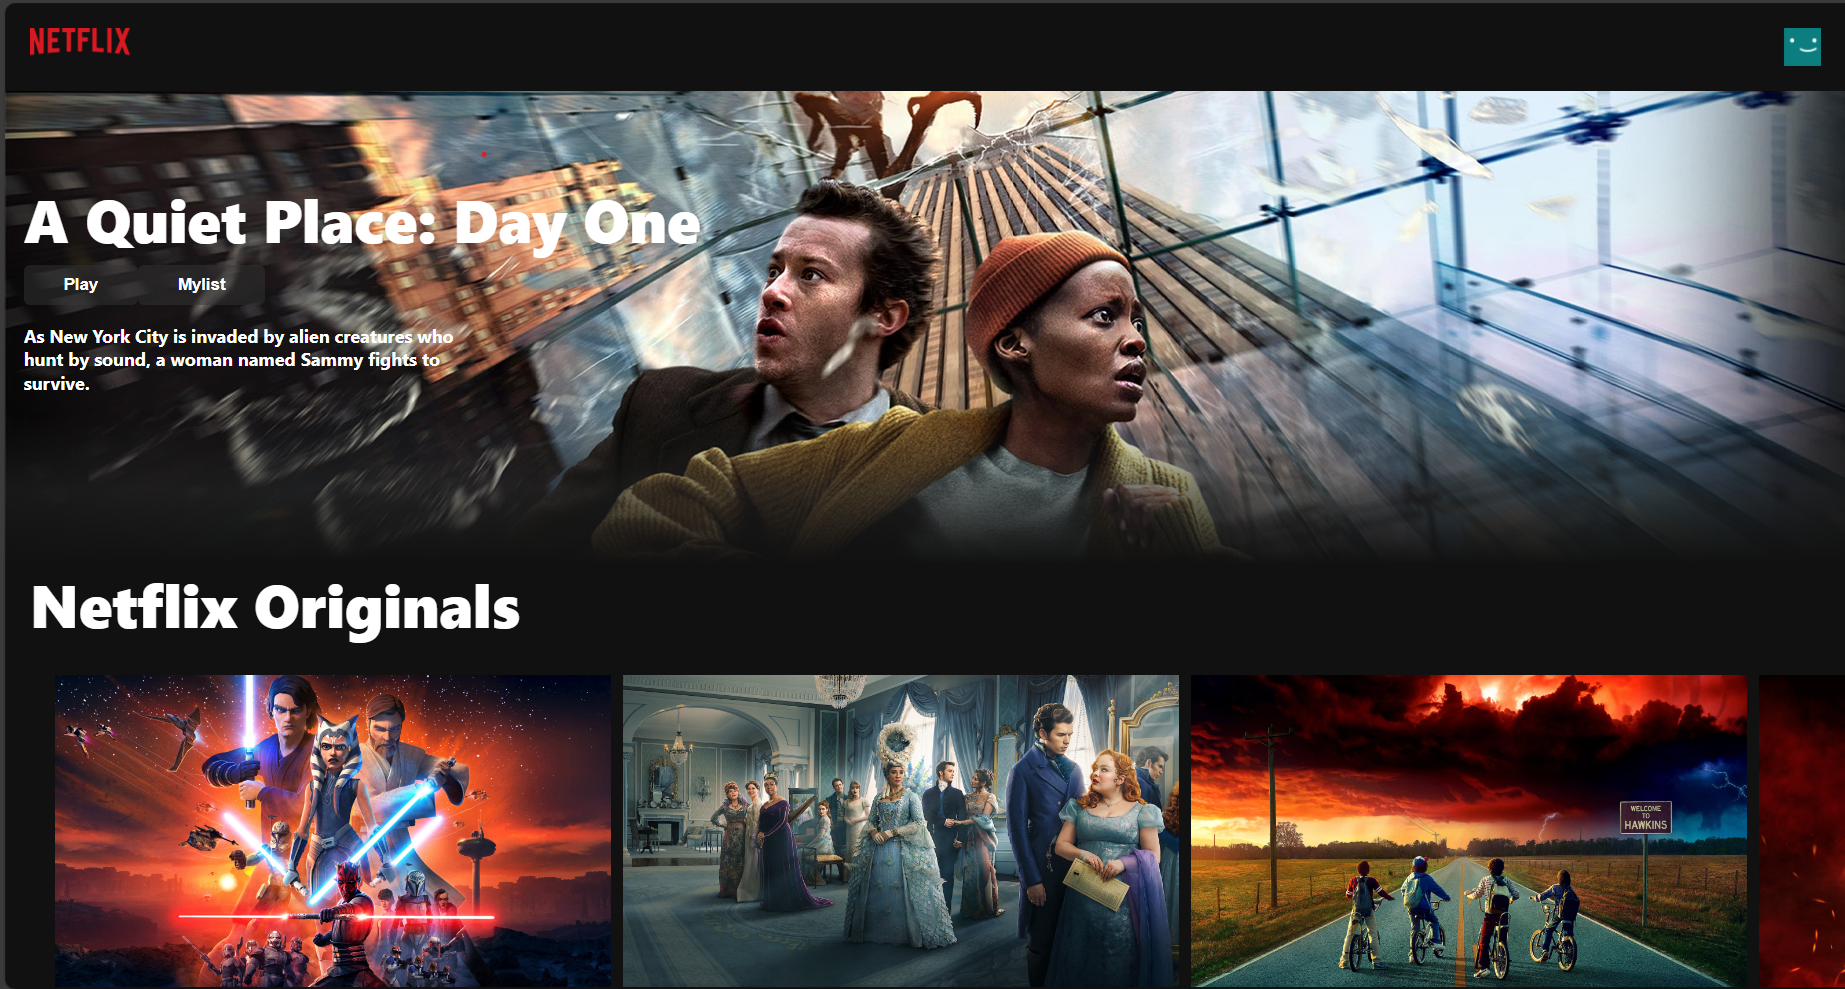 NETFLIX
A Quiet Place: Day One
Play Mylist
As New York City is invaded by alien creatures who
hunt by sound, a woman named Sammy fights to
survive.
Netflix Originals
WELCOME
TO
HAWKINS